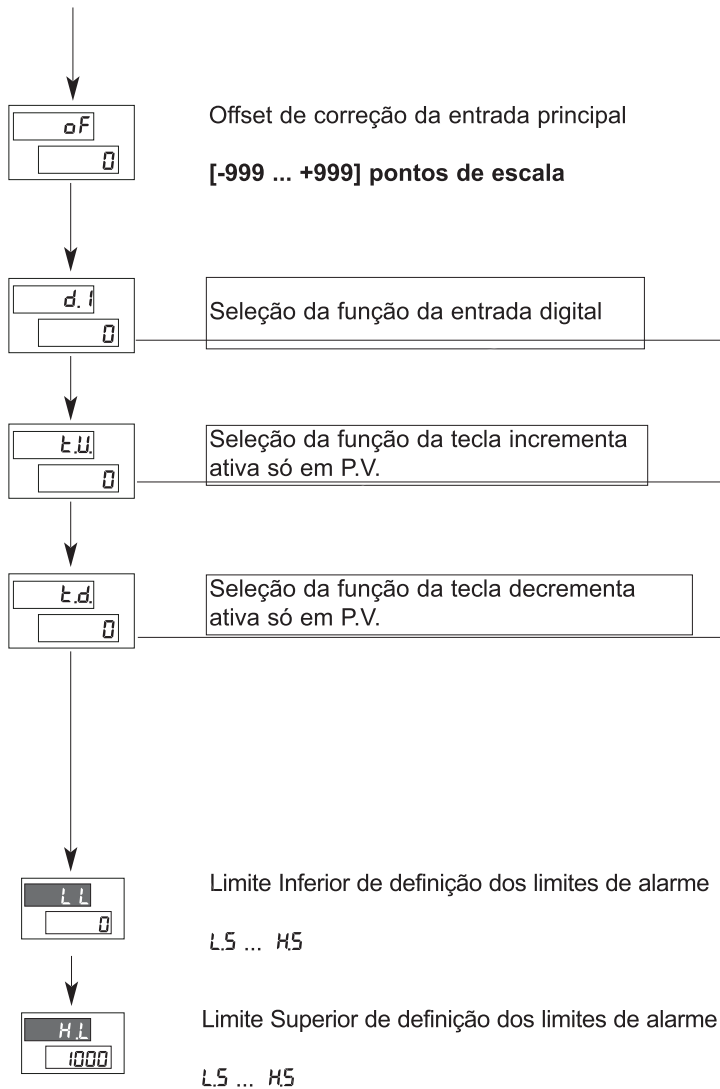 oF
0
Offset de correção da entrada principal
[-999 ... +999] pontos de escala
d.I
0
Seleção da função da entrada digital
t.U.
0
Seleção da função da tecla incrementa
ativa só em P.V.
t.d.
0
Seleção da função da tecla decrementa
ativa só em P.V.
L L
0
Limite Inferior de definição dos limites de alarme
L.S ... H.S
H.L
1000
Limite Superior de definição dos limites de alarme
L.S ... H.S